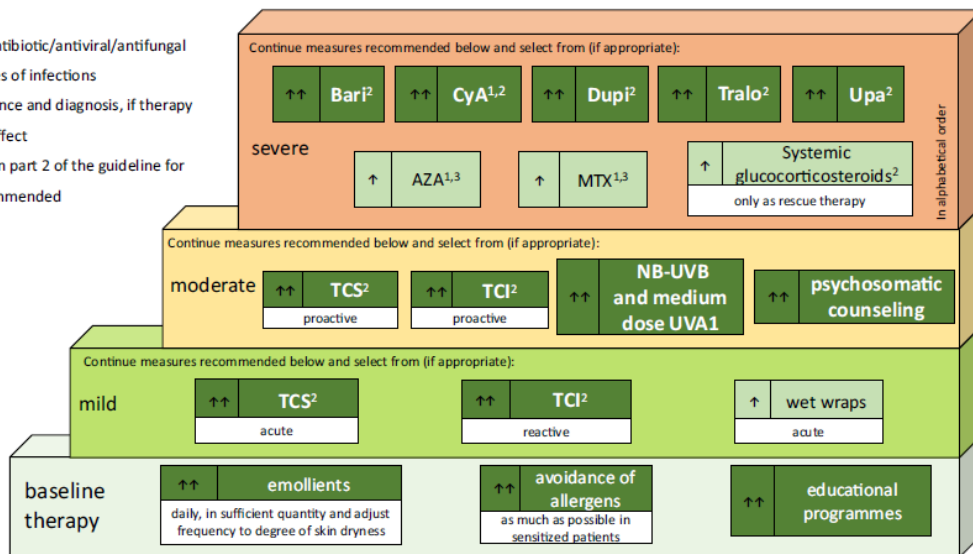 tibiotic/antiviral/antifungal
es of infections
nce and diagnosis, if therapy
ffect
m part 2 of the guideline for
mmended
Continue measures recommended below and select from (if appropriate):
↑↑ Bari²
↑↑ CyA¹,²
↑↑ Dupi²
↑↑ Tralo²
↑↑ Upa²
severe
↑ AZA¹,³
↑ MTX¹,³
↑ Systemic
glucocorticosteroids²
only as rescue therapy
In alphabetical order
Continue measures recommended below and select from (if appropriate):
moderate
↑↑ TCS²
proactive
↑↑ TCI²
proactive
↑↑ NB-UVB
and medium
dose UVA1
↑↑ psychosomatic
counseling
Continue measures recommended below and select from (if appropriate):
mild
↑↑ TCS²
acute
↑↑ TCI²
reactive
↑ wet wraps
acute
baseline
therapy
↑↑ emollients
daily, in sufficient quantity and adjust
frequency to degree of skin dryness
↑↑ avoidance of
allergens
as much as possible in
sensitized patients
↑↑ educational
programmes